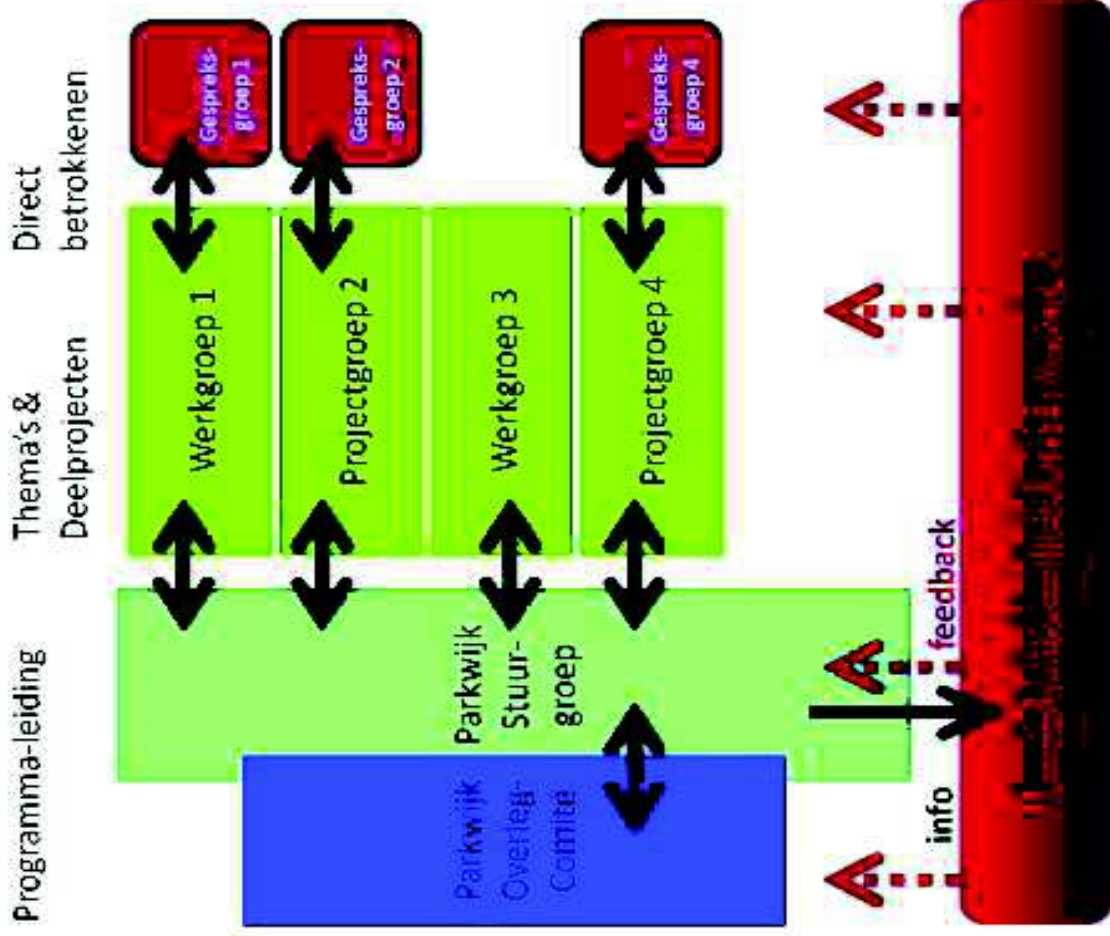 Programma-leiding
Thema's &
Deelprojecten
Direct
betrokkenen
Parkwijk
Overleg-
Comité
Parkwijk
Stuur-
groep
Werkgroep 1
Projectgroep 2
Werkgroep 3
Projectgroep 4
Gespreks-
groep 1
Gespreks-
groep 2
Gespreks-
groep 4
info
feedback